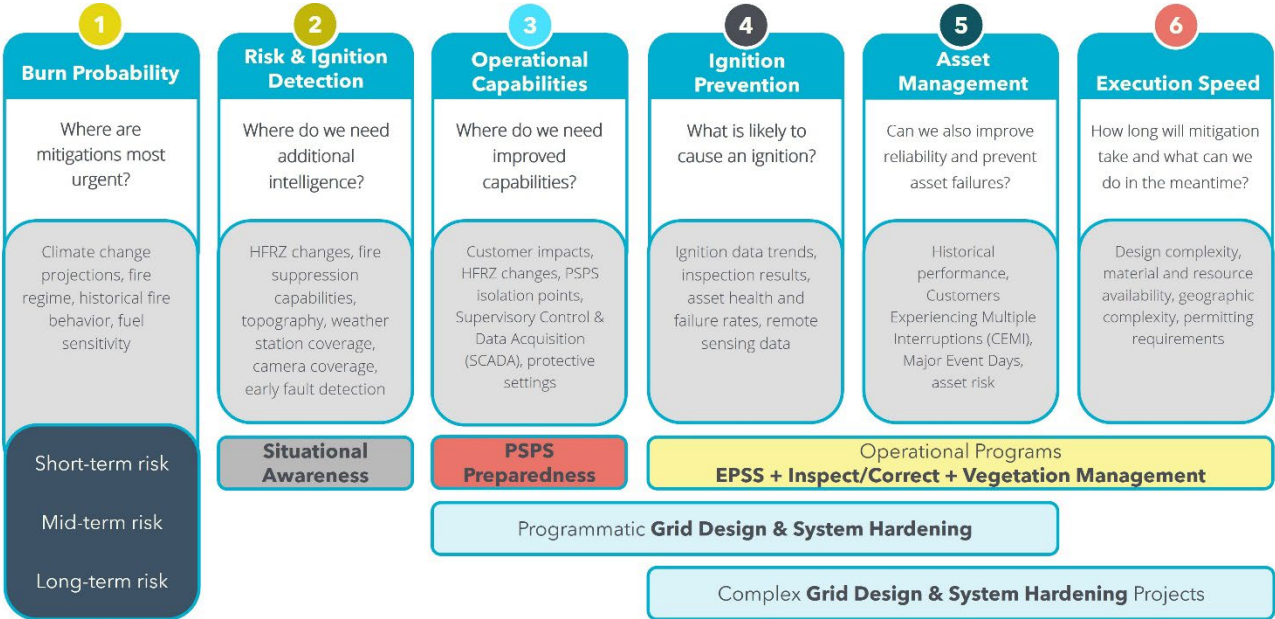 1
Burn Probability
Where are
mitigations most
urgent?
Climate change
projections, fire
regime, historical fire
behavior, fuel
sensitivity
Short-term risk
Mid-term risk
Long-term risk
2
Risk & Ignition
Detection
Where do we need
additional
intelligence?
HFRZ changes, fire
suppression
capabilities,
topography, weather
station coverage,
camera coverage,
early fault detection
Situational
Awareness
3
Operational
Capabilities
Where do we need
improved
capabilities?
Customer impacts,
HFRZ changes, PSPS
isolation points,
Supervisory Control &
Data Acquisition
(SCADA), protective
settings
PSPS
Preparedness
4
Ignition
Prevention
What is likely to
cause an ignition?
Ignition data trends,
inspection results,
asset health and
failure rates, remote
sensing data
5
Asset
Management
Can we also improve
reliability and prevent
asset failures?
Historical
performance,
Customers
Experiencing Multiple
Interruptions (CEMI),
Major Event Days,
asset risk
6
Execution Speed
How long will mitigation
take and what can we
do in the meantime?
Design complexity,
material and resource
availability, geographic
complexity, permitting
requirements
Operational Programs
EPSS + Inspect/Correct + Vegetation Management
Programmatic Grid Design & System Hardening
Complex Grid Design & System Hardening Projects